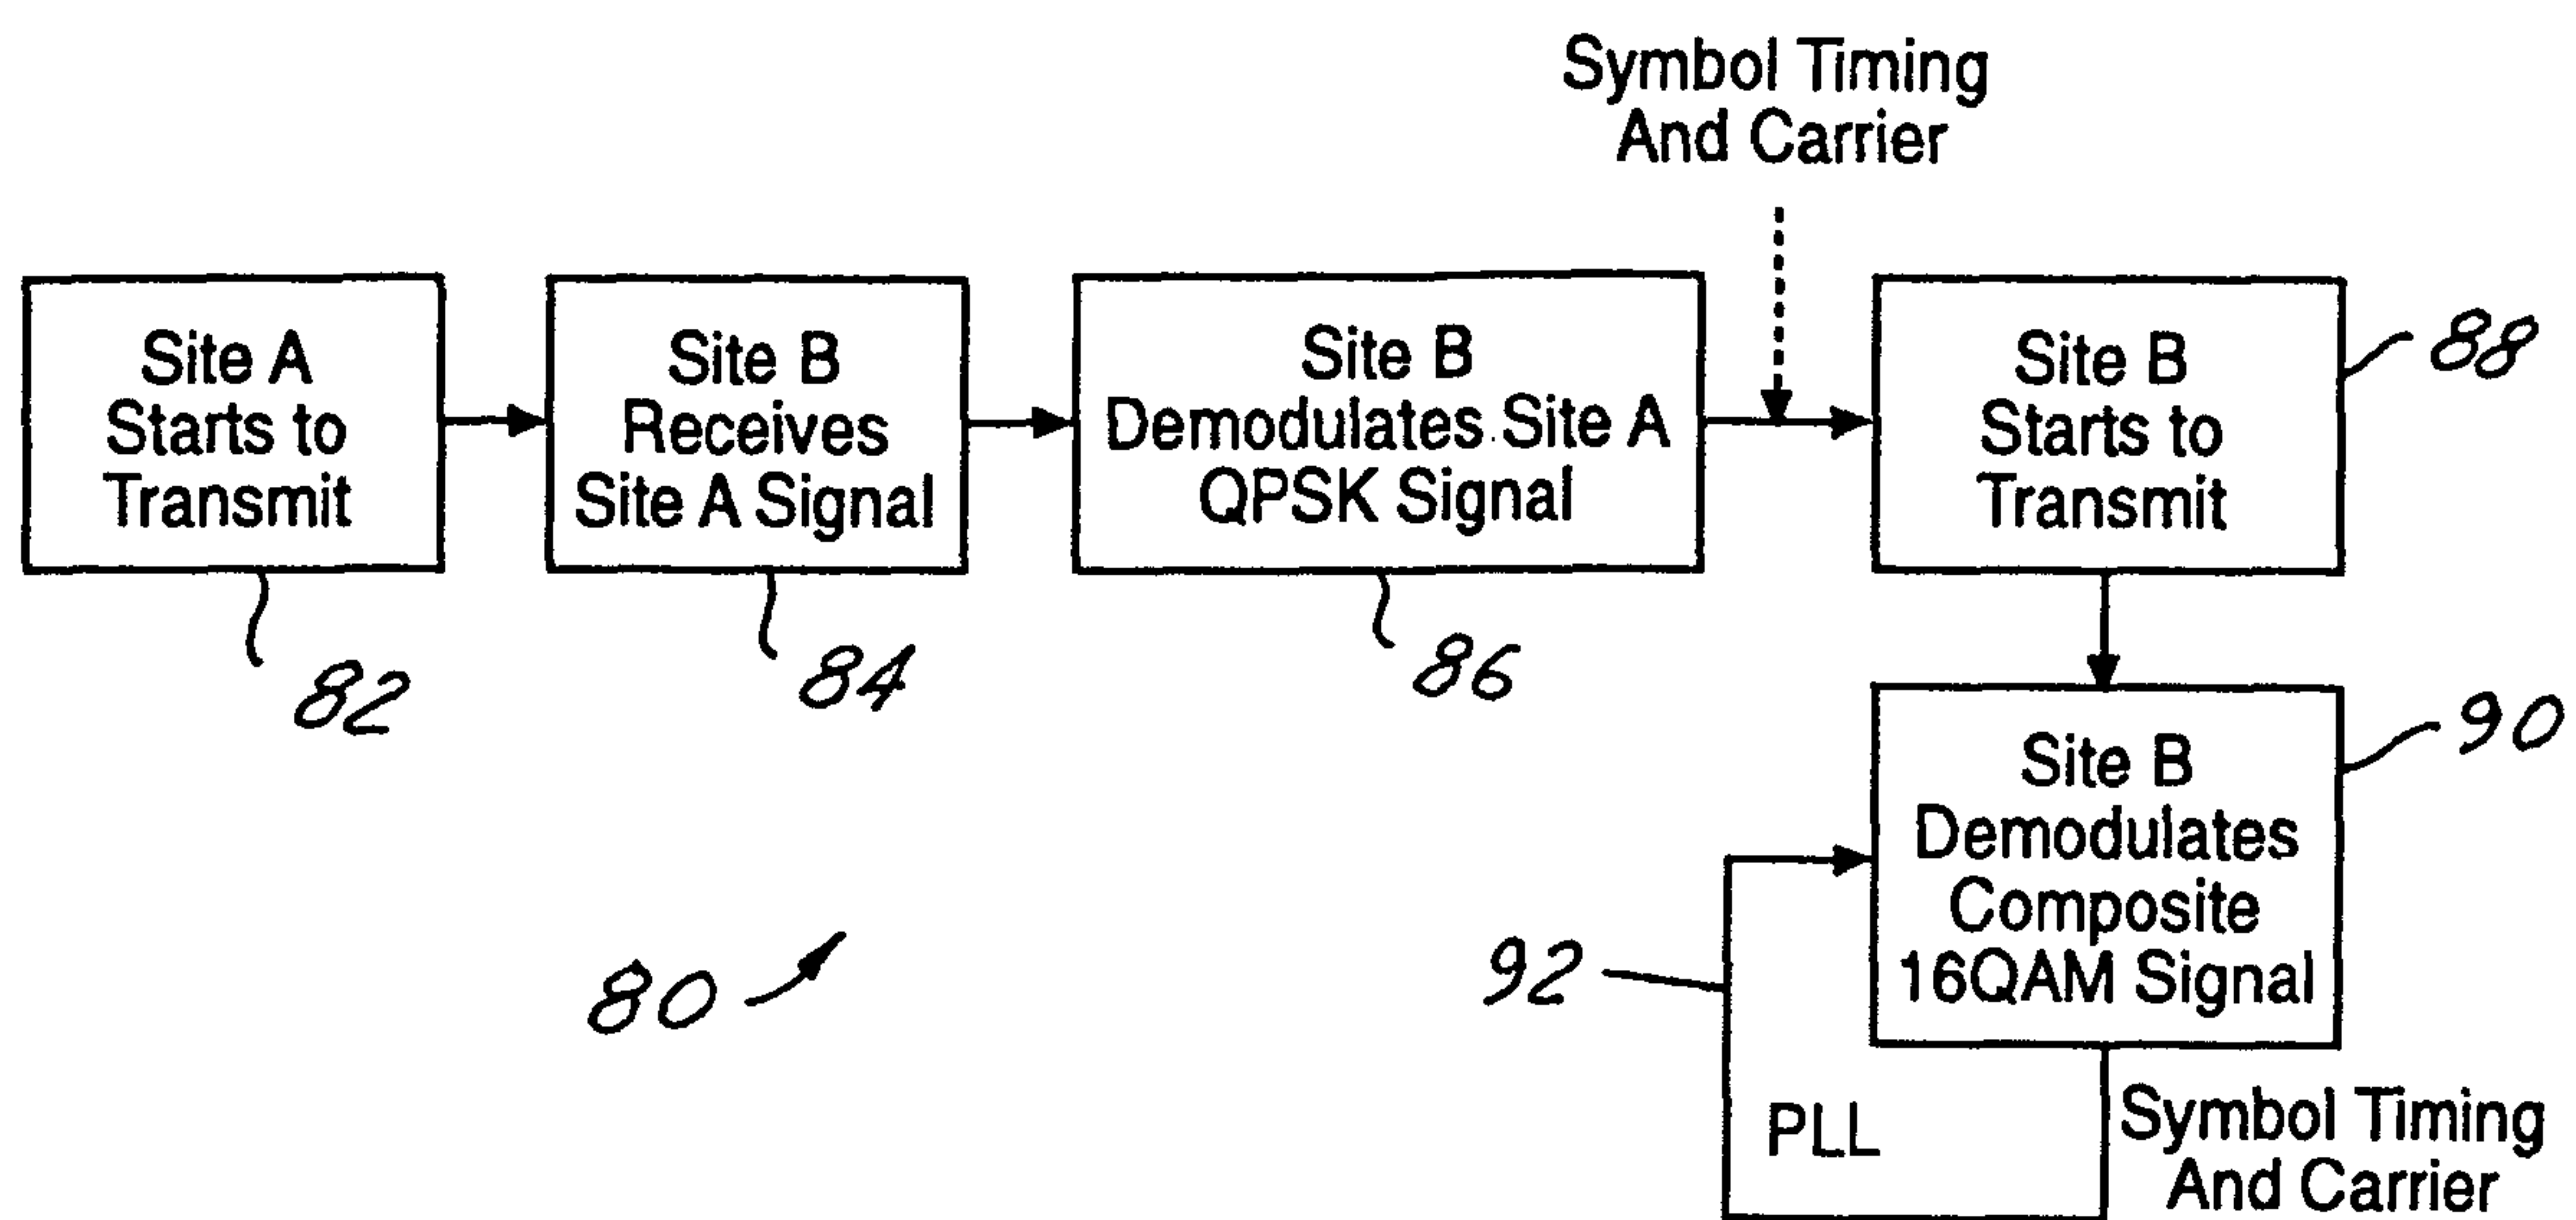 Symbol Timing
And Carrier
Site A
Starts to
Transmit
82
Site B
Receives
Site A Signal
84
Site B
Demodulates Site A
QPSK Signal
86
Site B
Starts to
Transmit
88
Site B
Demodulates
Composite
16QAM Signal
90
92
80
PLL
Symbol Timing
And Carrier